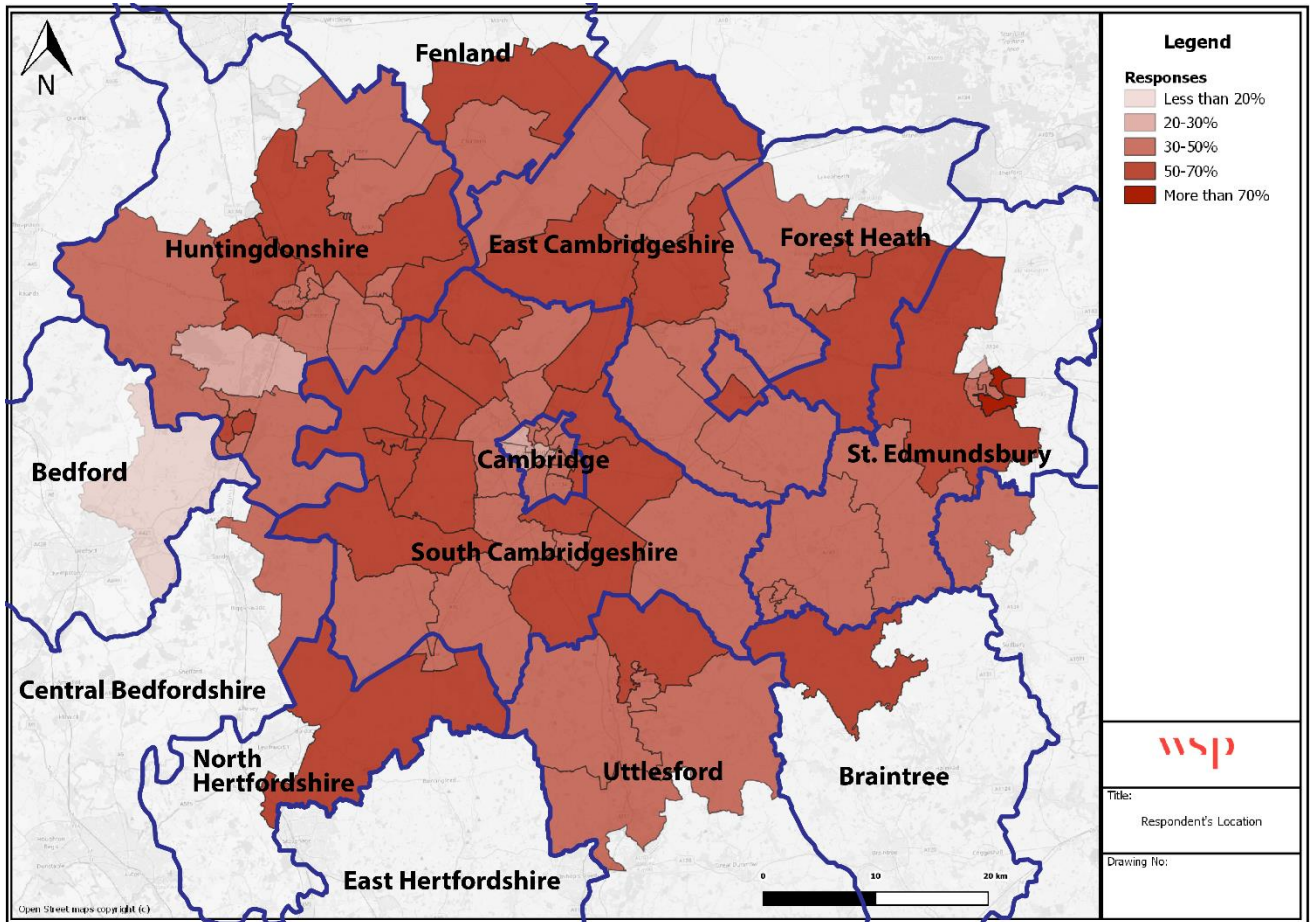 N
Fenland
Huntingdonshire
East Cambridgeshire
Forest Heath
Bedford
Cambridge
St. Edmundsbury
South Cambridgeshire
Central Bedfordshire
North
Hertfordshire
Uttlesford
Braintree
East Hertfordshire
0
10
20 km
Open Street maps copyright (c)
Legend
Responses
Less than 20%
20-30%
30-50%
50-70%
More than 70%
wsp
Title:
Respondent's Location
Drawing No: